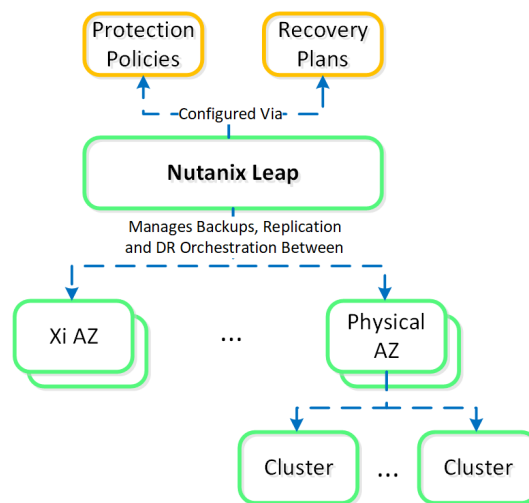 Protection
Policies
Recovery
Plans
Configured Via
Nutanix Leap
Manages Backups, Replication
and DR Orchestration Between
Xi AZ
...
Physical
AZ
Cluster
...
Cluster